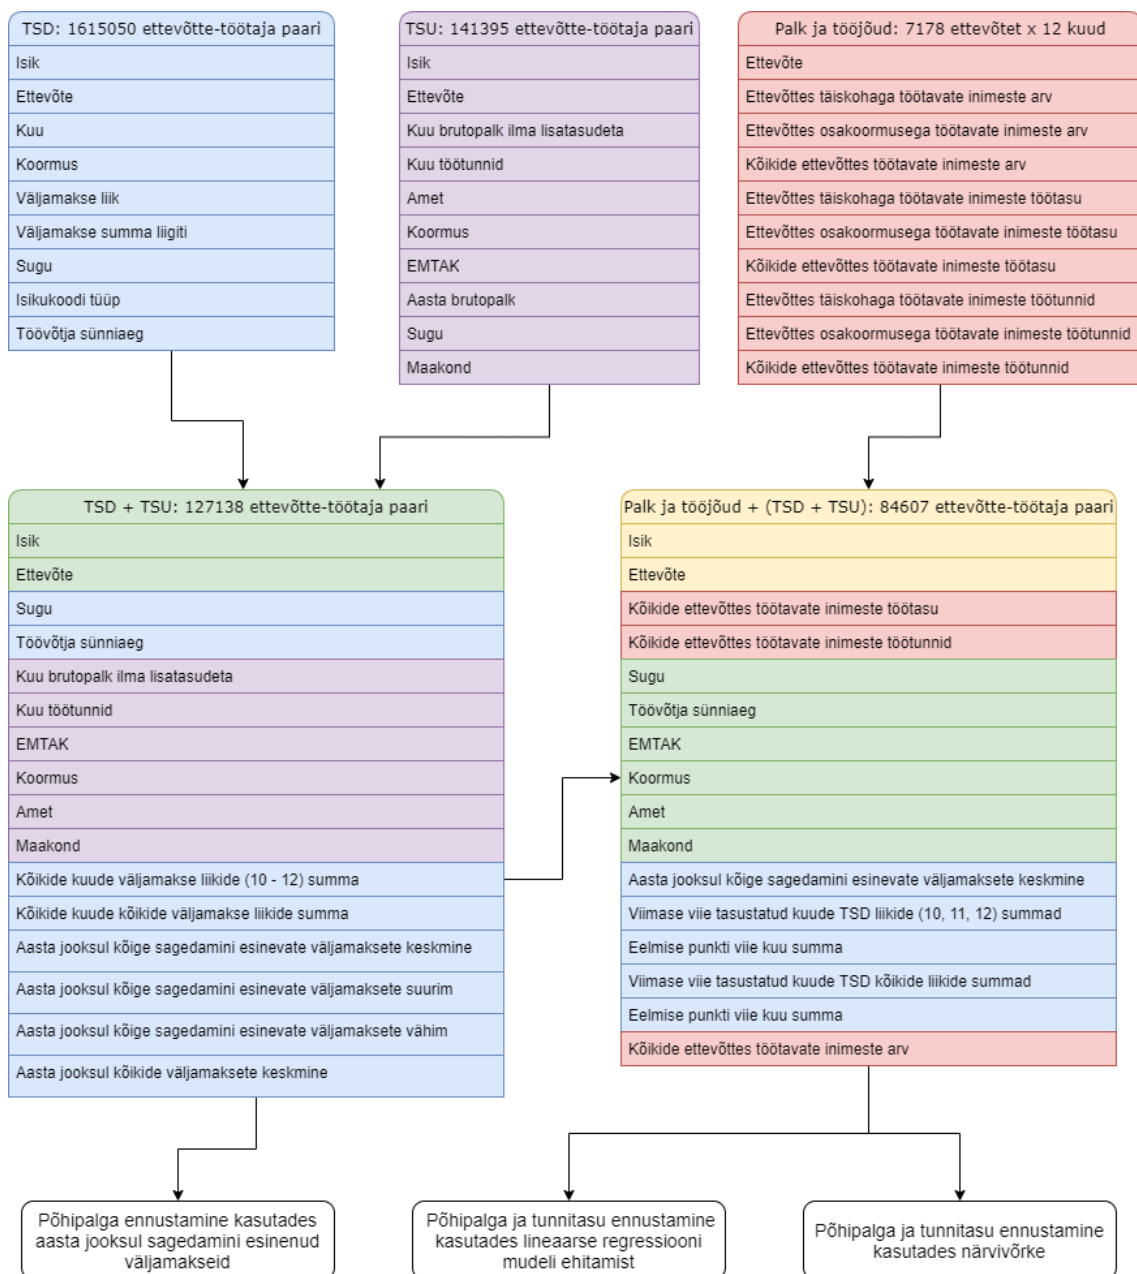 TSD: 1615050 ettevõtte-töötaja paari
Isik
Ettevõte
Kuu
Koormus
Väljamakse liik
Väljamakse summa liigiti
Sugu
Isikukoodi tüüp
Töövõtja sünniaeg
TSU: 141395 ettevõtte-töötaja paari
Isik
Ettevõte
Kuu brutopalk ilma lisatasudeta
Kuu töötunnid
Amet
Koormus
EMTAK
Aasta brutopalk
Sugu
Maakond
Palk ja tööjõud: 7178 ettevõtet x 12 kuud
Ettevõte
Ettevõttes täiskohaga töötavate inimeste arv
Ettevõttes osakoormusega töötavate inimeste arv
Kõikide ettevõttes töötavate inimeste arv
Ettevõttes täiskohaga töötavate inimeste töötasu
Ettevõttes osakoormusega töötavate inimeste töötasu
Kõikide ettevõttes töötavate inimeste töötasu
Ettevõttes täiskohaga töötavate inimeste töötunnid
Ettevõttes osakoormusega töötavate inimeste töötunnid
Kõikide ettevõttes töötavate inimeste töötunnid
TSD + TSU: 127138 ettevõtte-töötaja paari
Isik
Ettevõte
Sugu
Töövõtja sünniaeg
Kuu brutopalk ilma lisatasudeta
Kuu töötunnid
EMTAK
Koormus
Amet
Maakond
Kõikide kuude väljamakse liikide (10 - 12) summa
Kõikide kuude kõikide väljamakse liikide summa
Aasta jooksul kõige sagedamini esinevate väljamaksete keskmine
Aasta jooksul kõige sagedamini esinevate väljamaksete suurim
Aasta jooksul kõige sagedamini esinevate väljamaksete vähim
Aasta jooksul kõikide väljamaksete keskmine
Palk ja tööjõud + (TSD + TSU): 84607 ettevõtte-töötaja paari
Isik
Ettevõte
Kõikide ettevõttes töötavate inimeste töötasu
Kõikide ettevõttes töötavate inimeste töötunnid
Sugu
Töövõtja sünniaeg
EMTAK
Koormus
Amet
Maakond
Aasta jooksul kõige sagedamini esinevate väljamaksete keskmine
Viimase viie tasustatud kuude TSD liikide (10, 11, 12) summad
Eelmise punkti viie kuu summa
Viimase viie tasustatud kuude TSD kõikide liikide summad
Eelmise punkti viie kuu summa
Kõikide ettevõttes töötavate inimeste arv
Põhipalga ennustamine kasutades
aasta jooksul sagedamini esinenud
väljamakseid
Põhipalga ja tunnitasu ennustamine
kasutades lineaarse regressiooni
mudeli ehitamist
Põhipalga ja tunnitasu ennustamine
kasutades närvivõrke